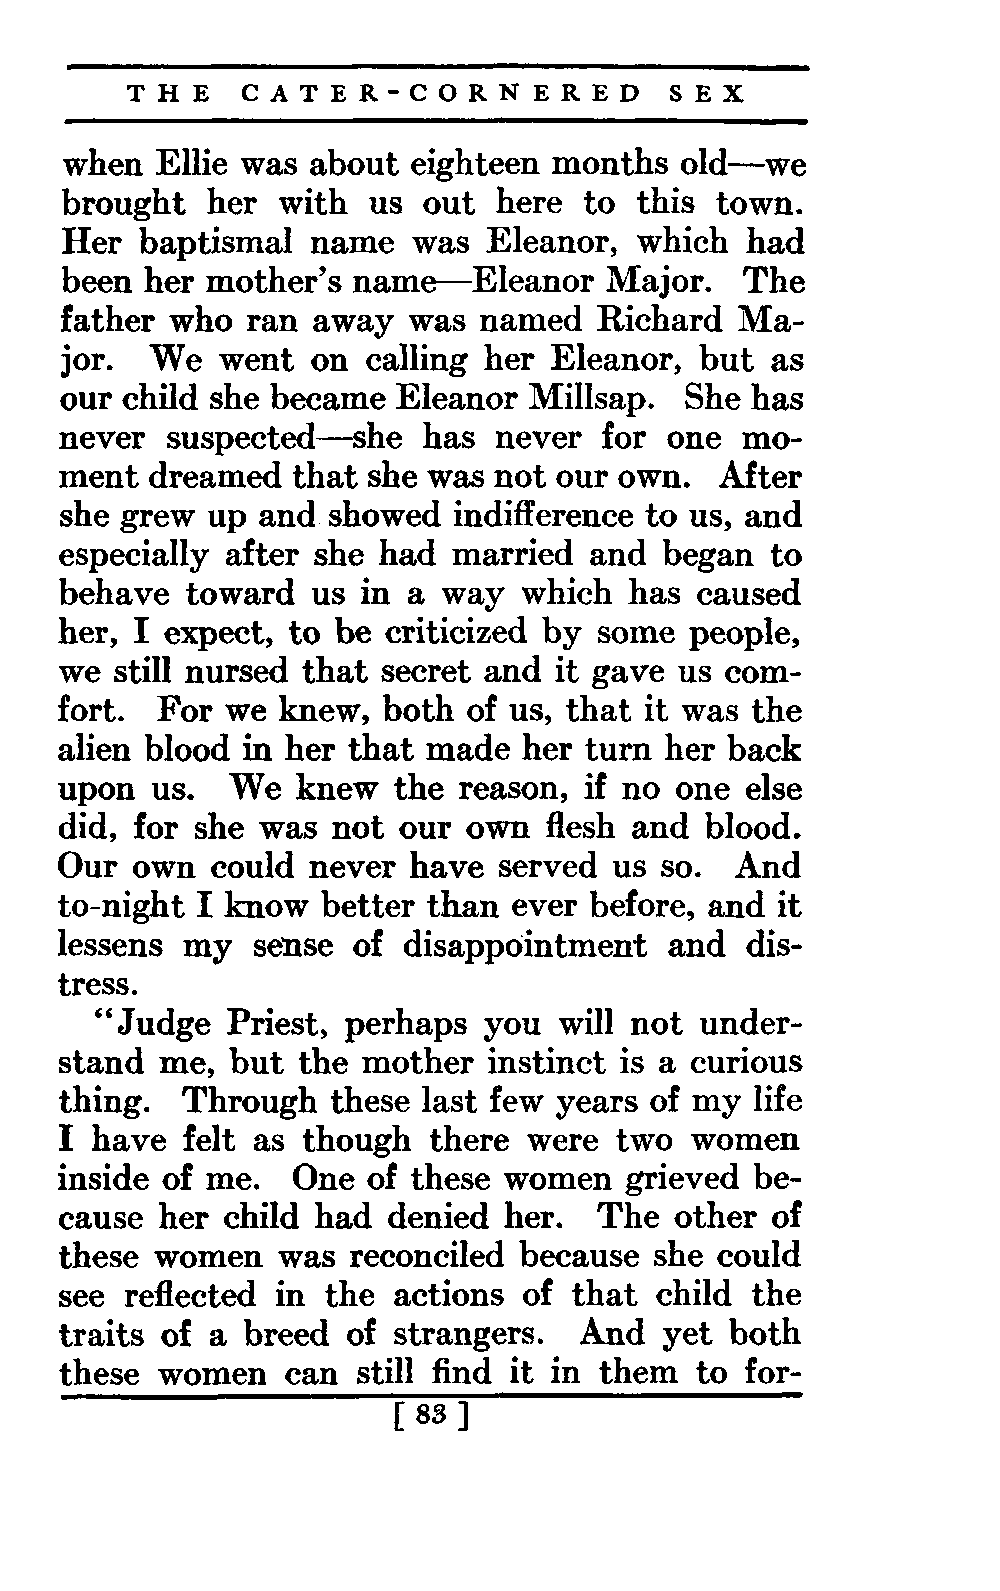 THE CATER-CORNERED SEX
when Ellie was about eighteen months old—we
brought her with us out here to this town.
Her baptismal name was Eleanor, which had
been her mother's name—Eleanor Major. The
father who ran away was named Richard Ma-
jor. We went on calling her Eleanor, but as
our child she became Eleanor Millsap. She has
never suspected—she has never for one mo-
ment dreamed that she was not our own. After
she grew up and showed indifference to us, and
especially after she had married and began to
behave toward us in a way which has caused
her, I expect, to be criticized by some people,
we still nursed that secret and it gave us com-
fort. For we knew, both of us, that it was the
alien blood in her that made her turn her back
upon us. We knew the reason, if no one else
did, for she was not our own flesh and blood.
Our own could never have served us so. And
to-night I know better than ever before, and it
lessens my sense of disappointment and dis-
tress.
"Judge Priest, perhaps you will not under-
stand me, but the mother instinct is a curious
thing. Through these last few years of my life
I have felt as though there were two women
inside of me. One of these women grieved be-
cause her child had denied her. The other of
these women was reconciled because she could
see reflected in the actions of that child the
traits of a breed of strangers. And yet both
these women can still find it in them to for-
[ 83 ]